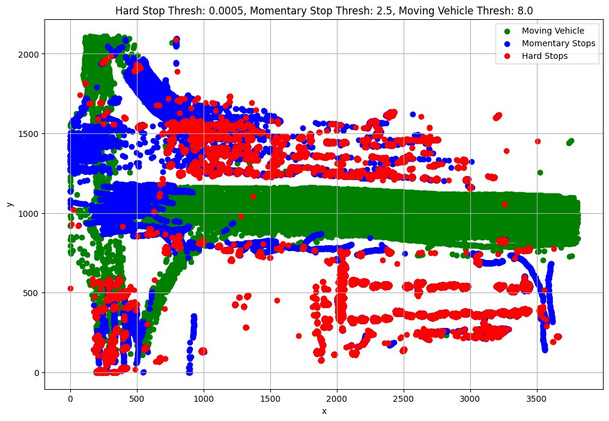 Hard Stop Thresh: 0.0005, Momentary Stop Thresh: 2.5, Moving Vehicle Thresh: 8.0
Moving Vehicle
Momentary Stops
Hard Stops
2000
1500
1000
500
0
y
0 500 1000 1500 2000 2500 3000 3500
x